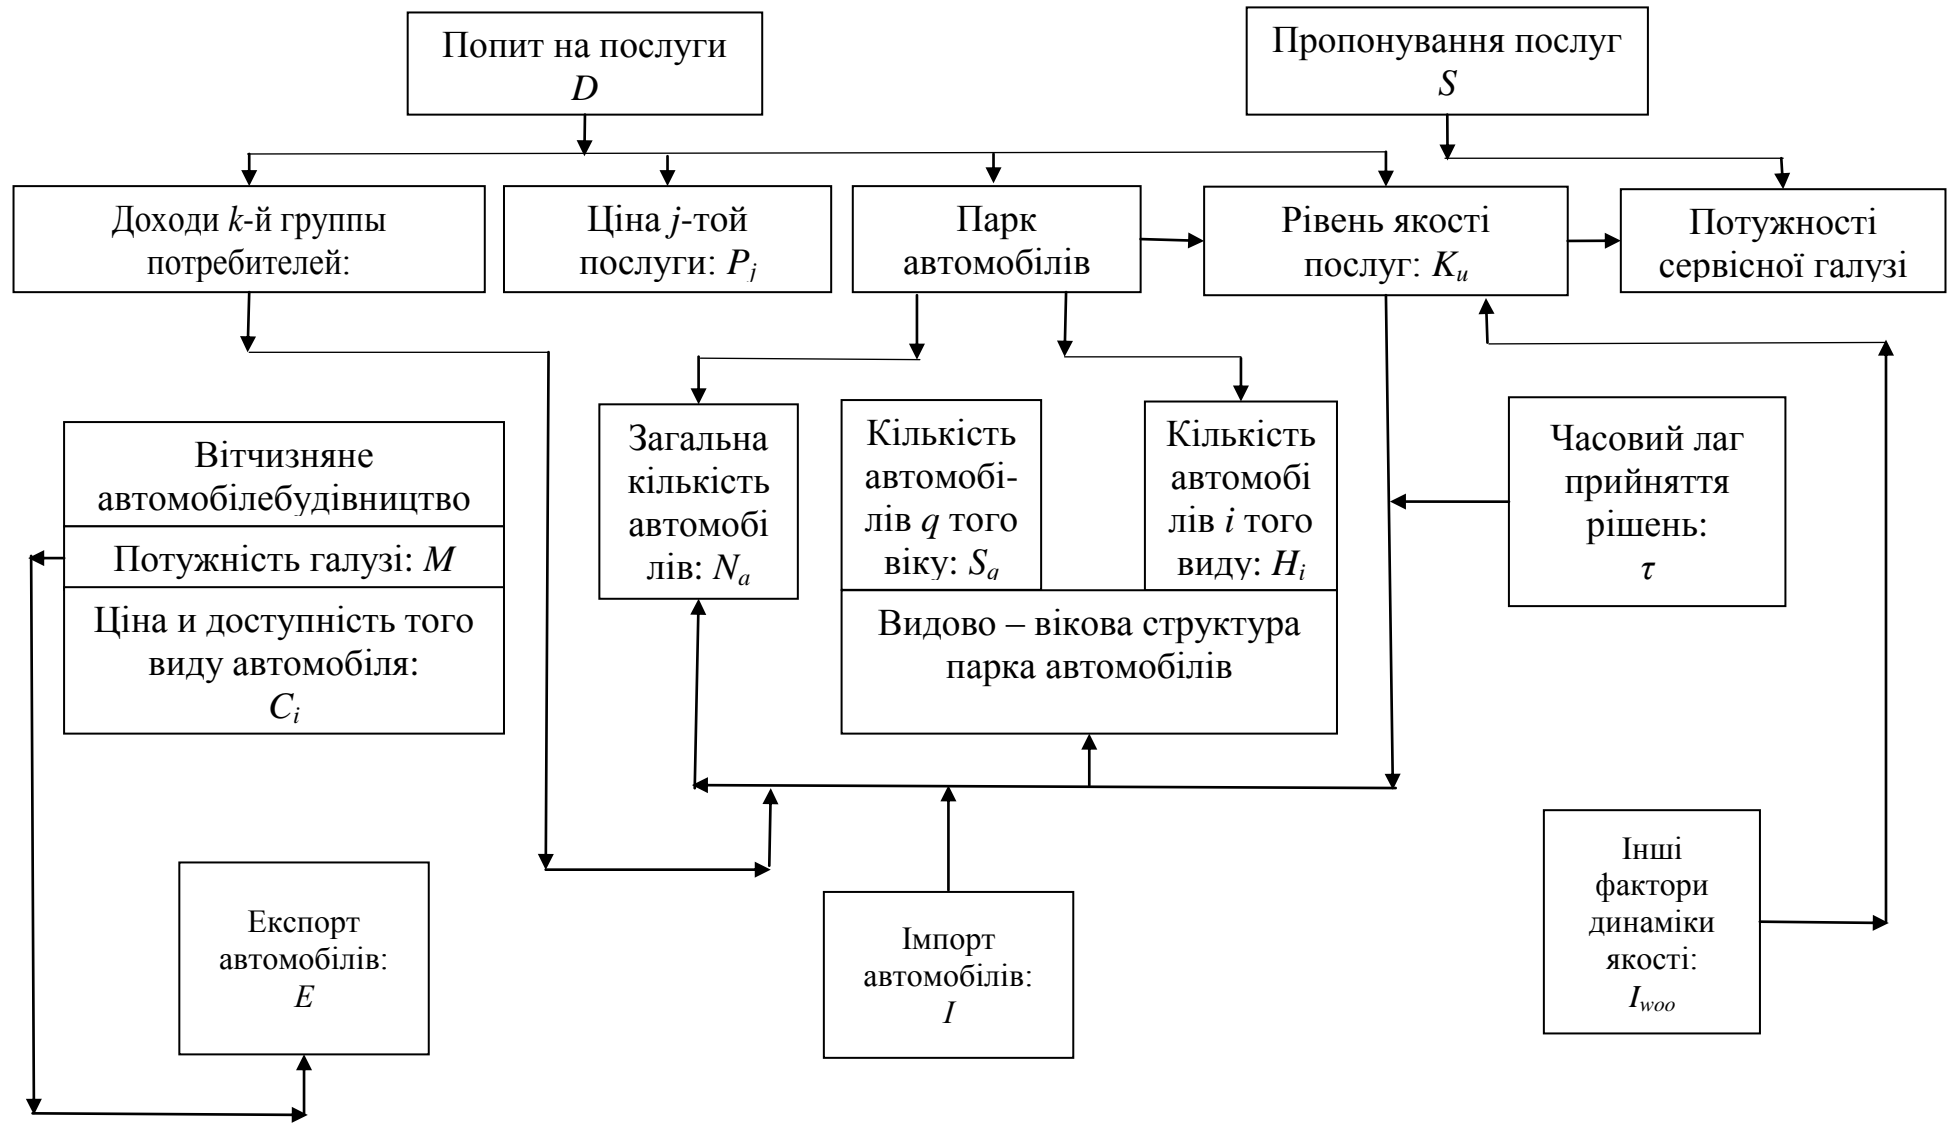 Попит на послуги
D
Пропонування послуг
S
Доходи k-й группы
потребителей:
Ціна j-той
послуги: Pj
Парк
автомобілів
Рівень якості
послуг: Ku
Потужності
сервісної галузі
Вітчизняне
автомобілебудівництво
Потужність галузі: M
Ціна и доступність того
виду автомобіля:
Ci
Загальна
кількість
автомобі
лів: Na
Кількість
автомобі-
лів q того
віку: Sq
Кількість
автомобі
лів i того
виду: Hi
Видово – вікова структура
парка автомобілів
Часовий лаг
прийняття
рішень:
τ
Експорт
автомобілів:
E
Імпорт
автомобілів:
I
Інші
фактори
динаміки
якості:
Iwoo